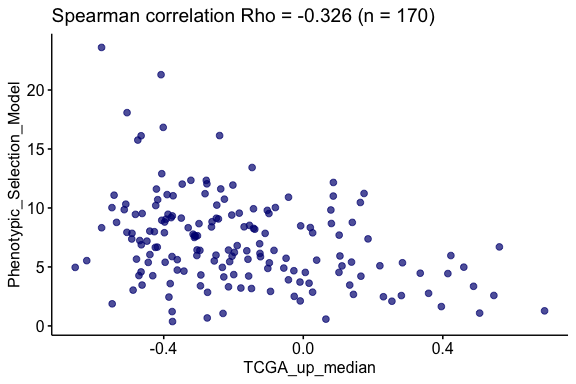 Spearman correlation Rho = -0.326 (n = 170)
Phenotypic_Selection_Model
20
15
10
5
0
-0.4
0.0
0.4
TCGA_up_median